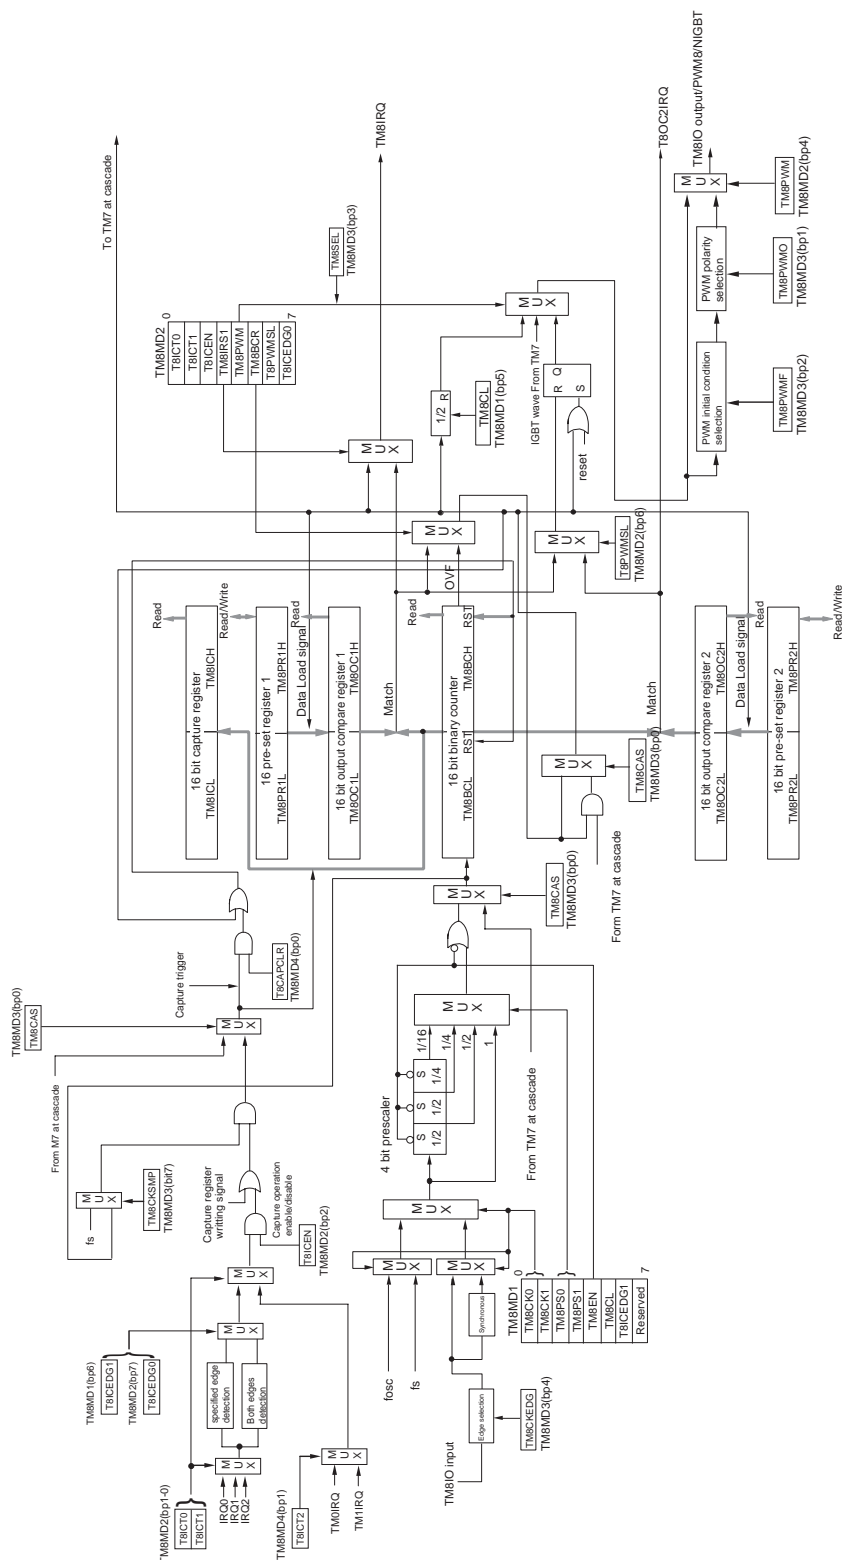 To TM7 at cascade
TM8IRQ
T8OC2IRQ
TM8IO output/PWM8/NIGBT
M
U
X
TM8PWM
TM8MD2(bp4)
PWM polarity
selection
TM8PWMO
TM8MD3(bp1)
PWM initial condition
selection
TM8PWMF
TM8MD3(bp2)
TM8SEL
TM8MD3(bp3)
TM8MD2
0
T8ICT0
T8ICT1
T8ICEN
TM8IRS1
TM8PWM
TM8BCR
T8PWMSL
T8ICEDG0
7
M
U
X
M
U
X
1/2
R
TM8CL
TM8MD1(bp5)
IGBT wave From TM7
R
Q
S
reset
M
U
X
OVF
M
U
X
T8PWMSL
TM8MD2(bp6)
Read
16 bit capture register
TM8ICL
TM8ICH
Read/Write
16 pre-set register 1
TM8PR1L
TM8PR1H
Data Load signal
Read
16 bit output compare register 1
TM8OC1L
TM8OC1H
Match
Read
16 bit binary counter
TM8BCL
RST
TM8BCH
RST
M
U
X
TM8CAS
TM8MD3(bp0)
Form TM7 at cascade
Match
16 bit output compare register 2
TM8OC2L
TM8OC2H
Read
Data Load signal
16 bit pre-set register 2
TM8PR2L
TM8PR2H
Read/Write
M
U
X
TM8CAS
TM8MD3(bp0)
From TM7 at cascade
T8CAPCLR
TM8MD4(bp0)
Capture trigger
M
U
X
TM8MD3(bp0)
TM8CAS
From M7 at cascade
M
U
X
fs
TM8CKSMP
TM8MD3(bit7)
Capture register
writting signal
Capture operation
enable/disable
T8ICEN
TM8MD2(bp2)
M
U
X
M
U
X
TM8MD1(bp6)
T8ICEDG1
TM8MD2(bp7)
T8ICEDG0
specified edge
detection
Both edges
detection
M
U
X
TM8MD2(bp1-0)
T8ICT0
T8ICT1
IRQ0
IRQ1
IRQ2
TM8MD4(bp1)
T8ICT2
TM0IRQ
TM1IRQ
M
U
X
4 bit prescaler
S
S
S
1/2
1/2
1/4
1/16
1/4
1/2
1
M
U
X
M
U
X
M
U
X
M
U
X
fosc
fs
Synchronous
TM8IO input
Edge selection
TM8CKEDG
TM8MD3(bp4)
TM8MD1
0
TM8CK0
TM8CK1
TM8PS0
TM8PS1
TM8EN
TM8CL
T8ICEDG1
Reserved
7